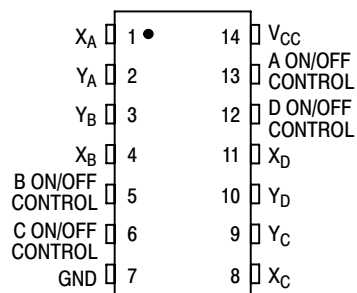 X_A 1 14 V_CC
Y_A 2 13 A ON/OFF CONTROL
Y_B 3 12 D ON/OFF CONTROL
X_B 4 11 X_D
B ON/OFF CONTROL 5 10 Y_D
C ON/OFF CONTROL 6 9 Y_C
GND 7 8 X_C